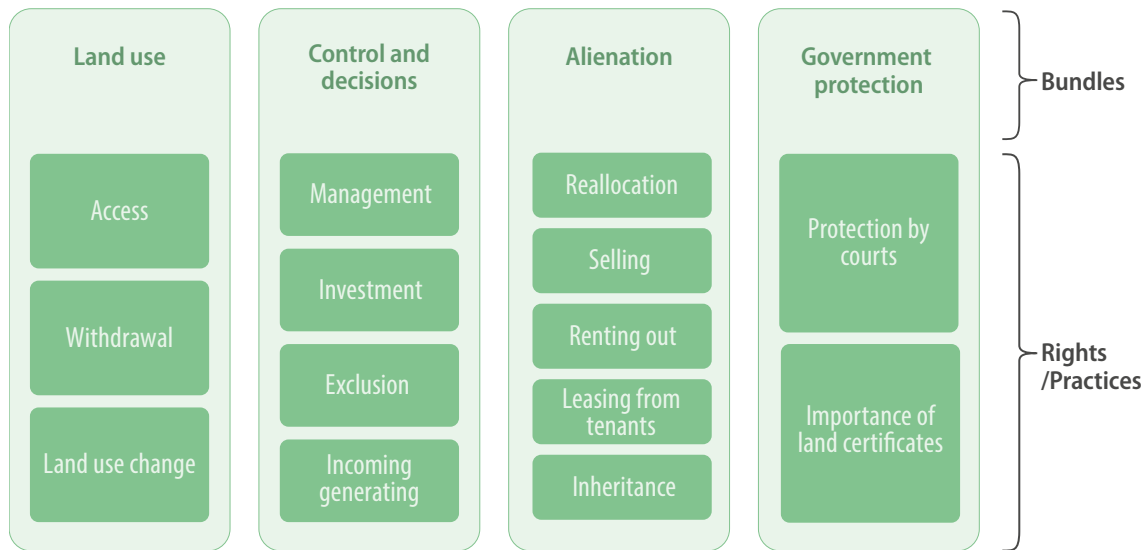 Land use
Access
Withdrawal
Land use change
Control and
decisions
Management
Investment
Exclusion
Incoming
generating
Alienation
Reallocation
Selling
Renting out
Leasing from
tenants
Inheritance
Government
protection
Protection by
courts
Importance of
land certificates
Bundles
Rights
/Practices